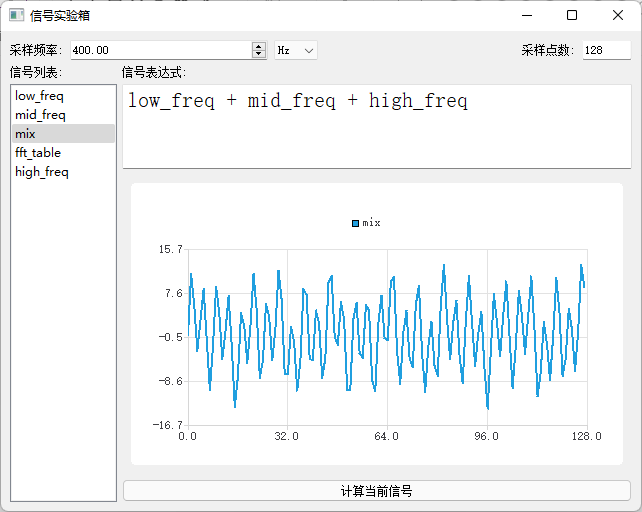 信号实验箱
采样频率: 400.00 Hz 采样点数: 128
信号列表: 信号表达式:
low_freq
mid_freq
mix
fft_table
high_freq
low_freq + mid_freq + high_freq
mix
15.7
7.6
-0.5
-8.6
-16.7
0.0 32.0 64.0 96.0 128.0
计算当前信号